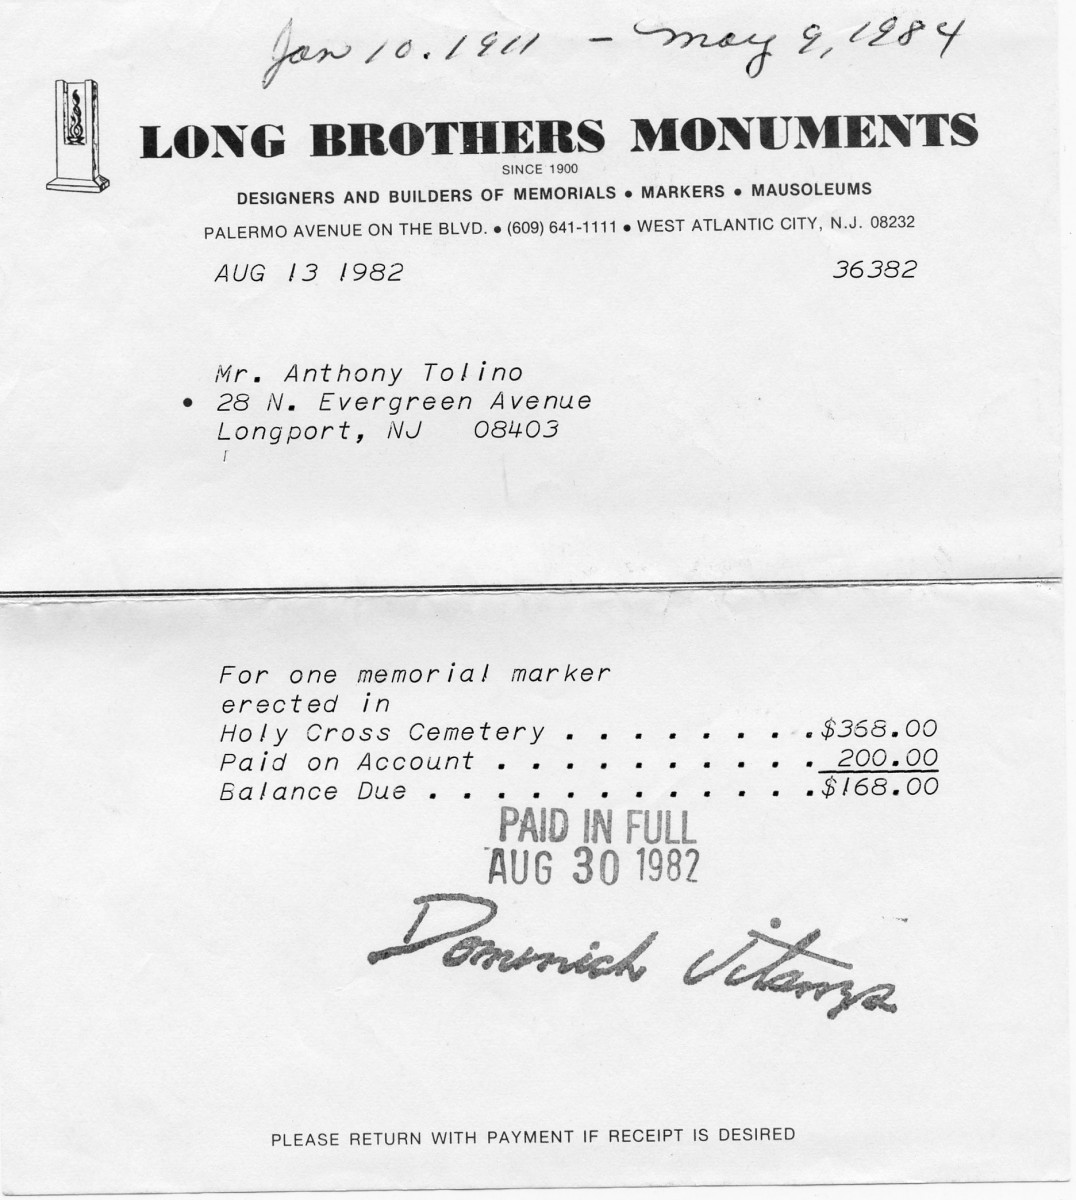 Jan 10. 1911 – May 9, 1984
LONG BROTHERS MONUMENTS
SINCE 1900
DESIGNERS AND BUILDERS OF MEMORIALS • MARKERS • MAUSOLEUMS
PALERMO AVENUE ON THE BLVD. • (609) 641-1111 • WEST ATLANTIC CITY, N.J. 08232
AUG 13 1982 36382
Mr. Anthony Tolino
• 28 N. Evergreen Avenue
Longport, NJ 08403
For one memorial marker
erected in
Holy Cross Cemetery . . . . . . . . .$368.00
Paid on Account . . . . . . . . . . 200.00
Balance Due . . . . . . . . . . . .$168.00
PAID IN FULL
AUG 30 1982
Dominick Vitanza
PLEASE RETURN WITH PAYMENT IF RECEIPT IS DESIRED